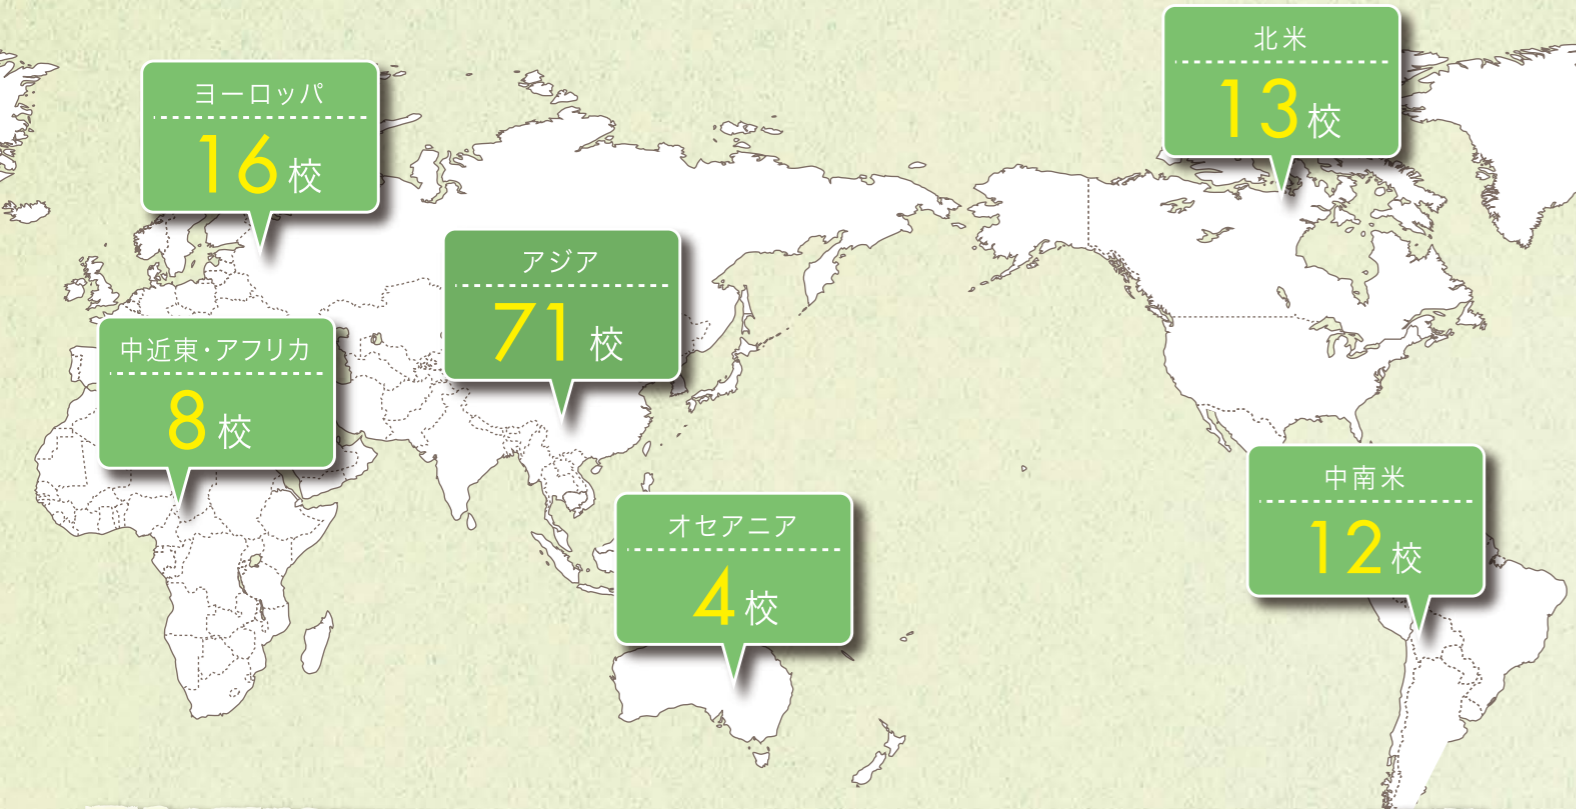 北米
13校
ヨーロッパ
16校
アジア
71校
中近東・アフリカ
8校
中南米
12校
オセアニア
4校